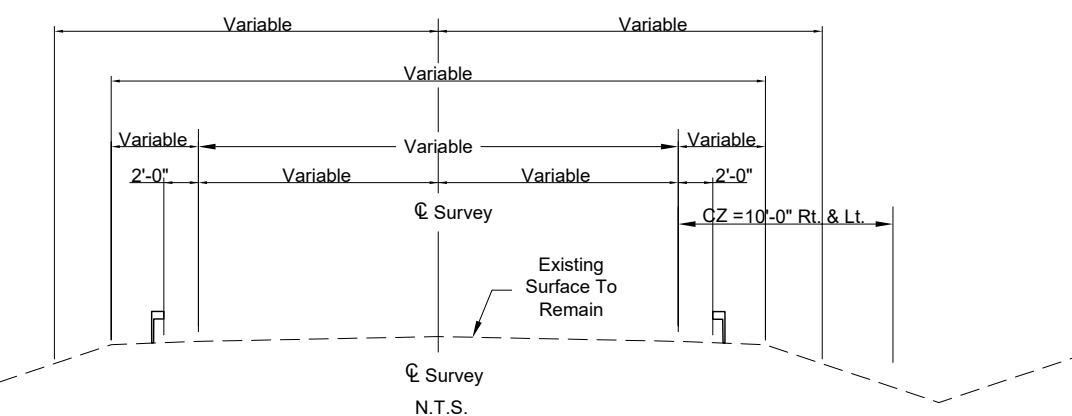 Variable
Variable
Variable
Variable
Variable
Variable
2'-0"
Variable
Variable
2'-0"
℄ Survey
CZ =10'-0" Rt. & Lt.
Existing
Surface To
Remain
℄ Survey
N.T.S.